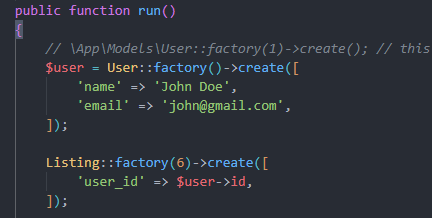 public function run()
{
// \App\Models\User::factory(1)->create(); // this
$user = User::factory()->create([
'name' => 'John Doe',
'email' => 'john@gmail.com',
]);
Listing::factory(6)->create([
'user_id' => $user->id,
]);